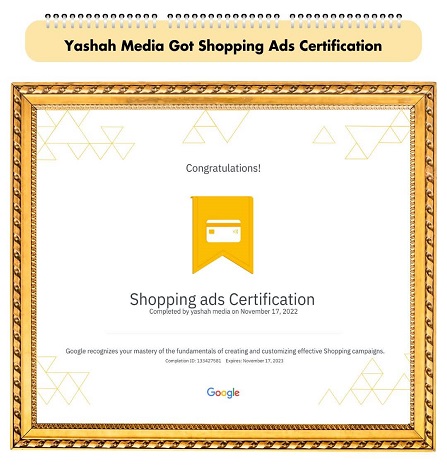 Yashah Media Got Shopping Ads Certification
Congratulations!
Shopping ads Certification
Completed by yashah media on November 17, 2022
Google recognizes your mastery of the fundamentals of creating and customizing effective Shopping campaigns.
Completion ID: 133427581 Expires: November 17, 2023
Google